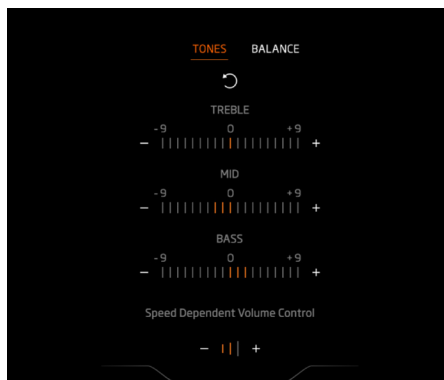 TONES BALANCE
TREBLE
-9 0 +9
− +
MID
-9 0 +9
− +
BASS
-9 0 +9
− +
Speed Dependent Volume Control
− +